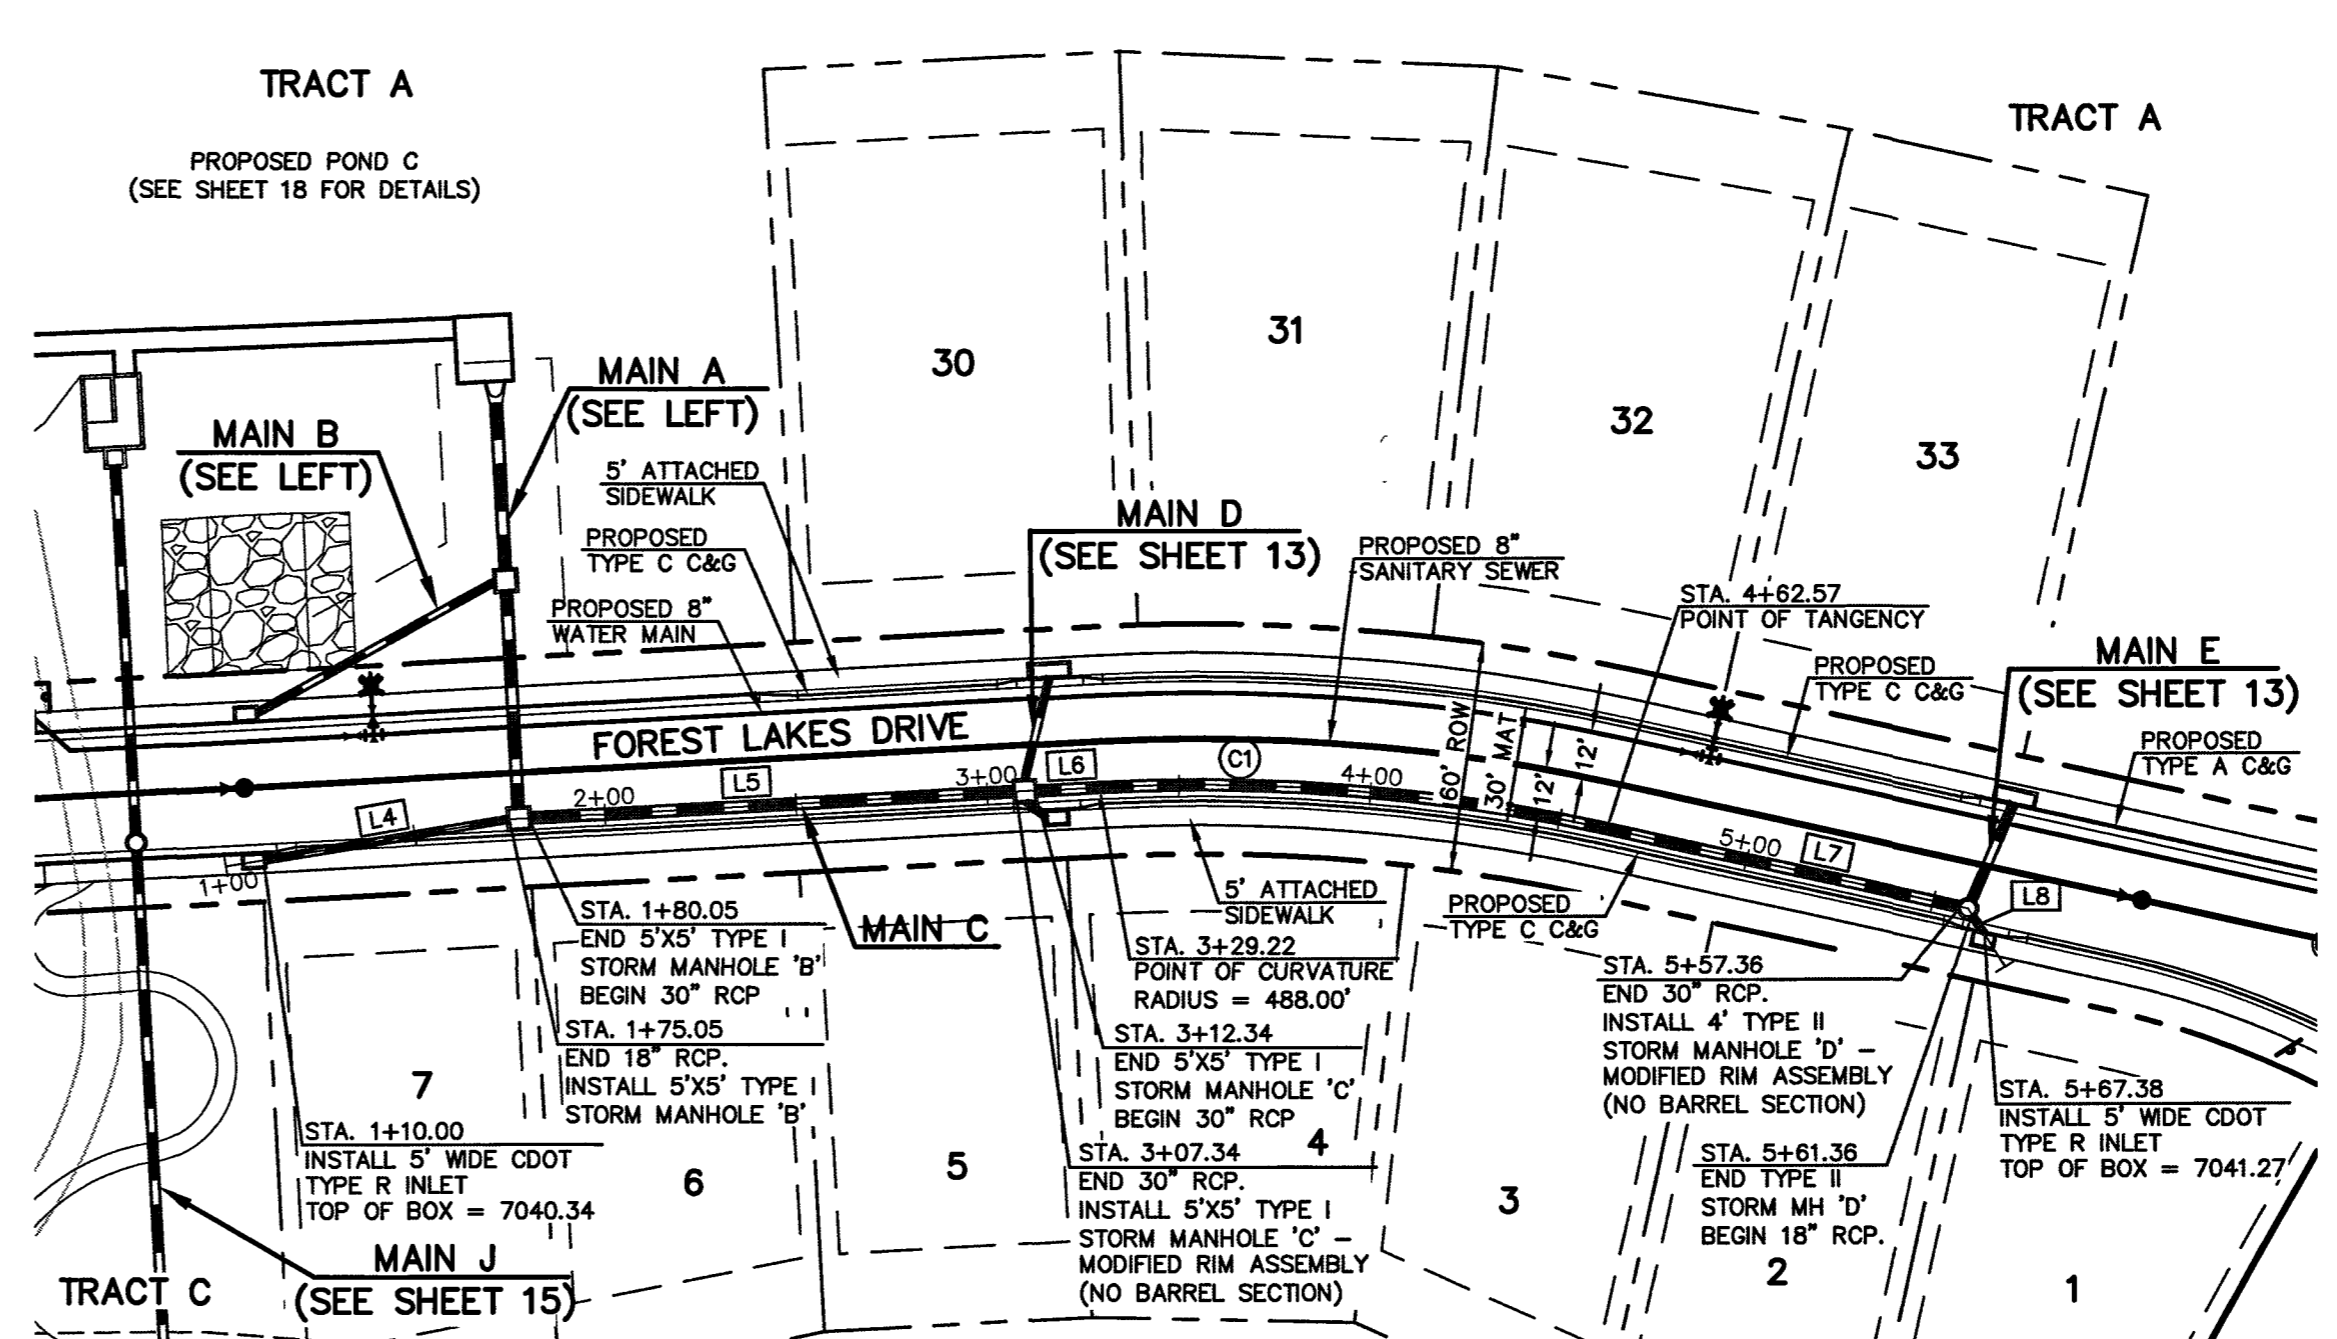 TRACT A
PROPOSED POND C
(SEE SHEET 18 FOR DETAILS)
TRACT A
30
31
32
33
MAIN A
(SEE LEFT)
MAIN B
(SEE LEFT)
5' ATTACHED
SIDEWALK
PROPOSED
TYPE C C&G
PROPOSED 8"
WATER MAIN
MAIN D
(SEE SHEET 13)
PROPOSED 8"
SANITARY SEWER
STA. 4+62.57
POINT OF TANGENCY
PROPOSED
TYPE C C&G
MAIN E
(SEE SHEET 13)
PROPOSED
TYPE A C&G
FOREST LAKES DRIVE
60' ROW
30' MAT
12'
12'
L4
L5
L6
C1
L7
L8
1+00
2+00
3+00
4+00
5+00
MAIN C
5' ATTACHED
SIDEWALK
PROPOSED
TYPE C C&G
STA. 1+80.05
END 5'X5' TYPE I
STORM MANHOLE 'B'
BEGIN 30" RCP
STA. 1+75.05
END 18" RCP.
INSTALL 5'X5' TYPE I
STORM MANHOLE 'B'
STA. 3+29.22
POINT OF CURVATURE
RADIUS = 488.00'
STA. 3+12.34
END 5'X5' TYPE I
STORM MANHOLE 'C'
BEGIN 30" RCP
STA. 3+07.34
END 30" RCP.
INSTALL 5'X5' TYPE I
STORM MANHOLE 'C' –
MODIFIED RIM ASSEMBLY
(NO BARREL SECTION)
STA. 5+57.36
END 30" RCP.
INSTALL 4' TYPE II
STORM MANHOLE 'D' –
MODIFIED RIM ASSEMBLY
(NO BARREL SECTION)
STA. 5+61.36
END TYPE II
STORM MH 'D'
BEGIN 18" RCP.
STA. 5+67.38
INSTALL 5' WIDE CDOT
TYPE R INLET
TOP OF BOX = 7041.27
STA. 1+10.00
INSTALL 5' WIDE CDOT
TYPE R INLET
TOP OF BOX = 7040.34
7
6
5
4
3
2
1
MAIN J
(SEE SHEET 15)
TRACT C